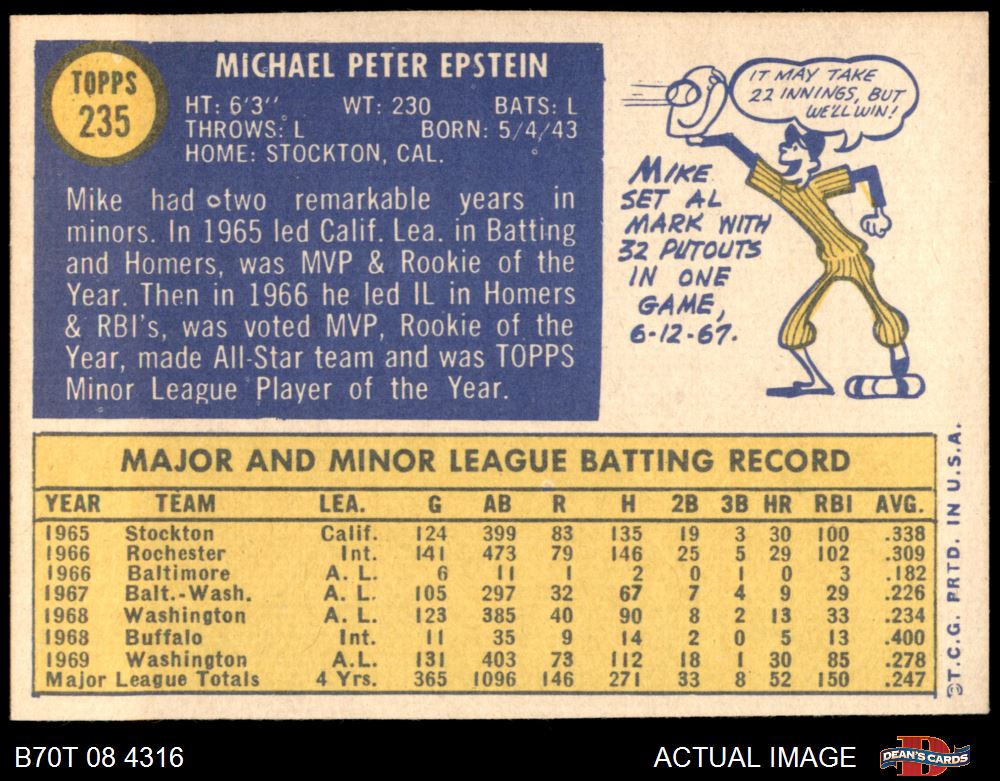 TOPPS
235
MICHAEL PETER EPSTEIN
HT: 6'3" WT: 230 BATS: L
THROWS: L BORN: 5/4/43
HOME: STOCKTON, CAL.
Mike had two remarkable years in
minors. In 1965 led Calif. Lea. in Batting
and Homers, was MVP & Rookie of the
Year. Then in 1966 he led IL in Homers
& RBI's, was voted MVP, Rookie of the
Year, made All-Star team and was TOPPS
Minor League Player of the Year.
IT MAY TAKE
22 INNINGS, BUT
WE'LL WIN!
MIKE
SET AL
MARK WITH
32 PUTOUTS
IN ONE
GAME,
6-12-67.
MAJOR AND MINOR LEAGUE BATTING RECORD
YEAR TEAM LEA. G AB R H 2B 3B HR RBI AVG.
1965 Stockton Calif. 124 399 83 135 19 3 30 100 .338
1966 Rochester Int. 141 473 79 146 25 5 29 102 .309
1966 Baltimore A. L. 6 11 1 2 0 1 0 3 .182
1967 Balt.-Wash. A. L. 105 297 32 67 7 4 9 29 .226
1968 Washington A. L. 123 385 40 90 8 2 13 33 .234
1968 Buffalo Int. 11 35 9 14 2 0 5 13 .400
1969 Washington A.L. 131 403 73 112 18 1 30 85 .278
Major League Totals 4 Yrs. 365 1096 146 271 33 8 52 150 .247
©T.C.G. PRTD. IN U.S.A.
B70T 08 4316
ACTUAL IMAGE
DEAN'S CARDS